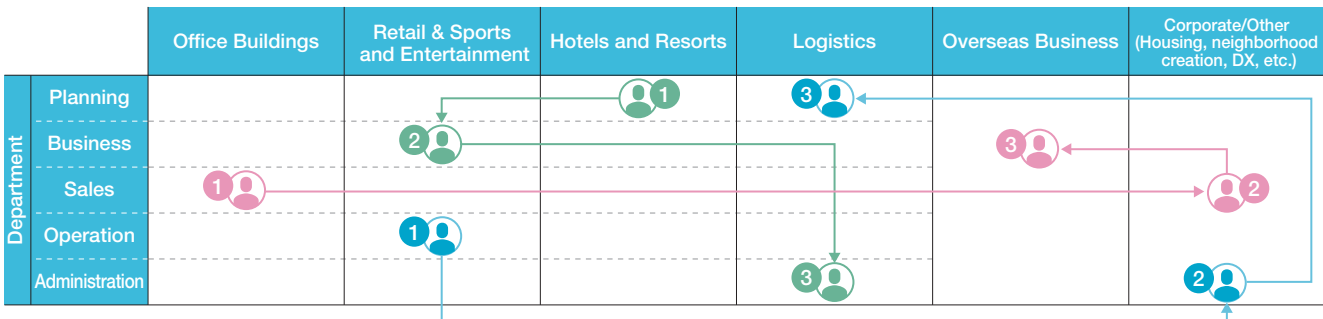 Office Buildings
Retail & Sports
and Entertainment
Hotels and Resorts
Logistics
Overseas Business
Corporate/Other
(Housing, neighborhood
creation, DX, etc.)
Department
Planning
1
3
Business
2
3
Sales
1
2
Operation
1
Administration
3
2